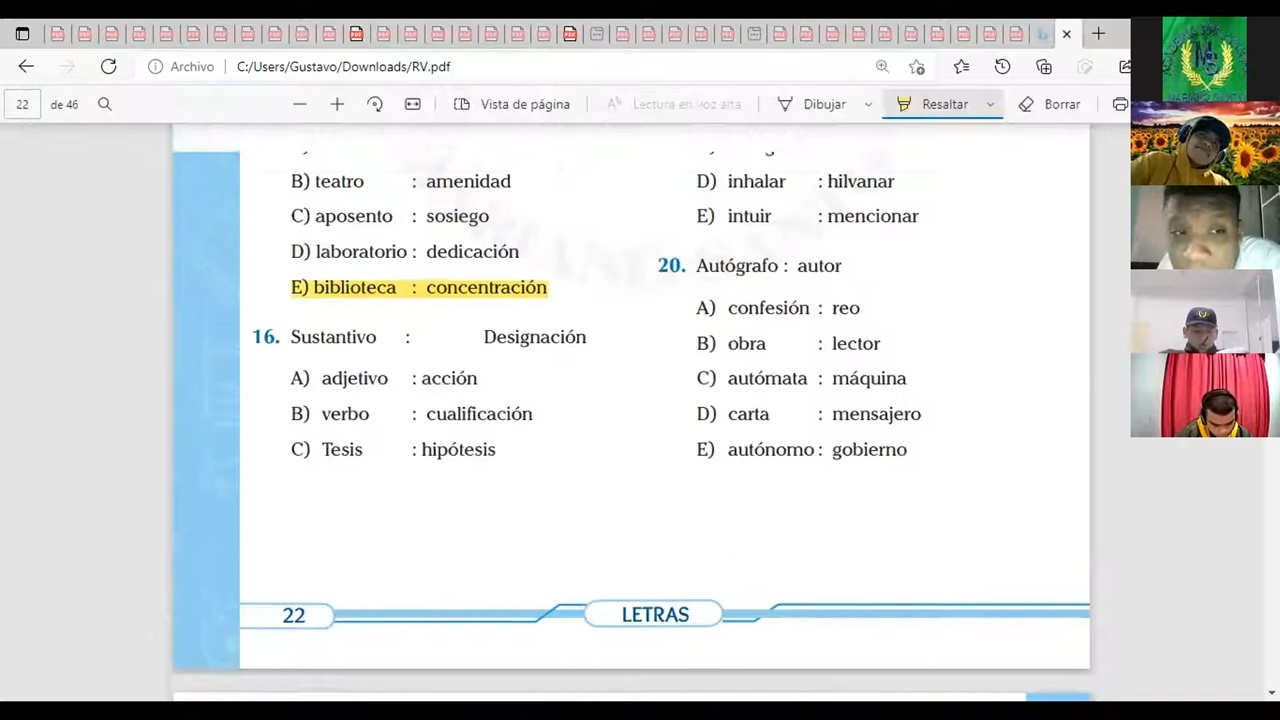 Archivo
C:/Users/Gustavo/Downloads/RV.pdf
22
de 46
Vista de página
Lectura en voz alta
Dibujar
Resaltar
Borrar
B) teatro : amenidad
C) aposento : sosiego
D) laboratorio : dedicación
E) biblioteca : concentración
16. Sustantivo : Designación
A) adjetivo : acción
B) verbo : cualificación
C) Tesis : hipótesis
D) inhalar : hilvanar
E) intuir : mencionar
20. Autógrafo : autor
A) confesión : reo
B) obra : lector
C) autómata : máquina
D) carta : mensajero
E) autónomo : gobierno
22
LETRAS